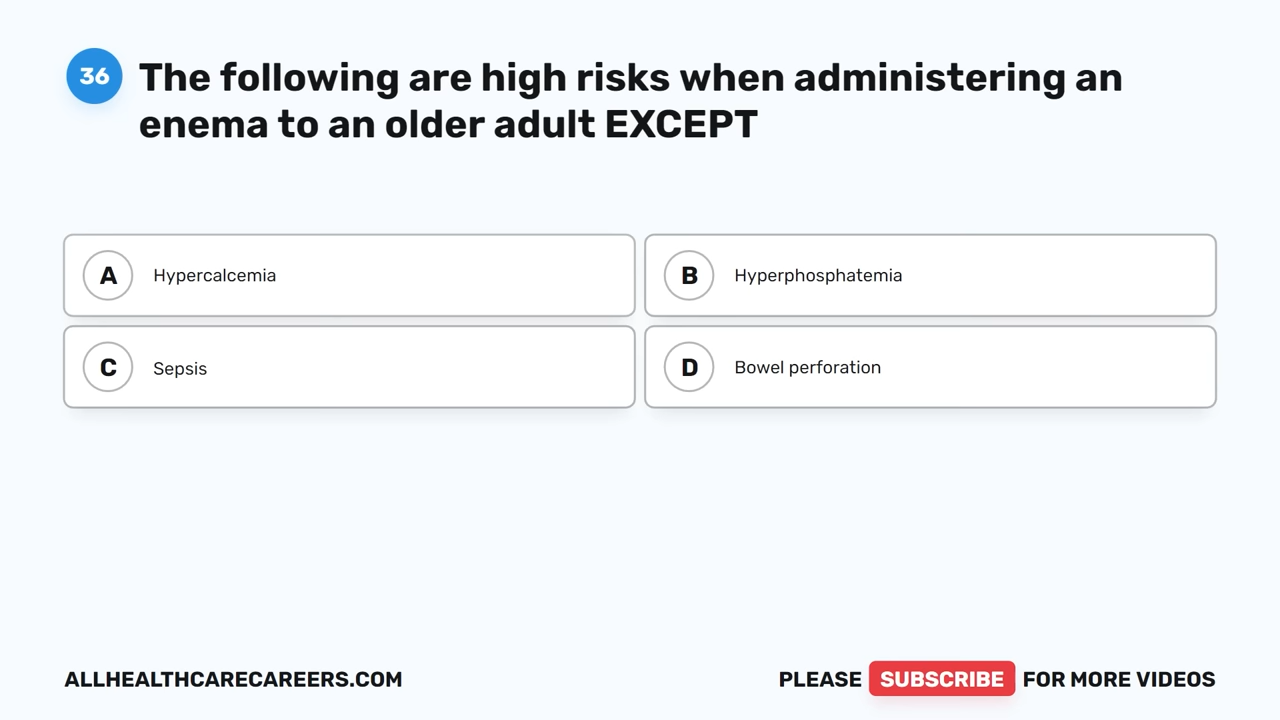 36
The following are high risks when administering an
enema to an older adult EXCEPT
A Hypercalcemia
B Hyperphosphatemia
C Sepsis
D Bowel perforation
ALLHEALTHCARECAREERS.COM
PLEASE SUBSCRIBE FOR MORE VIDEOS